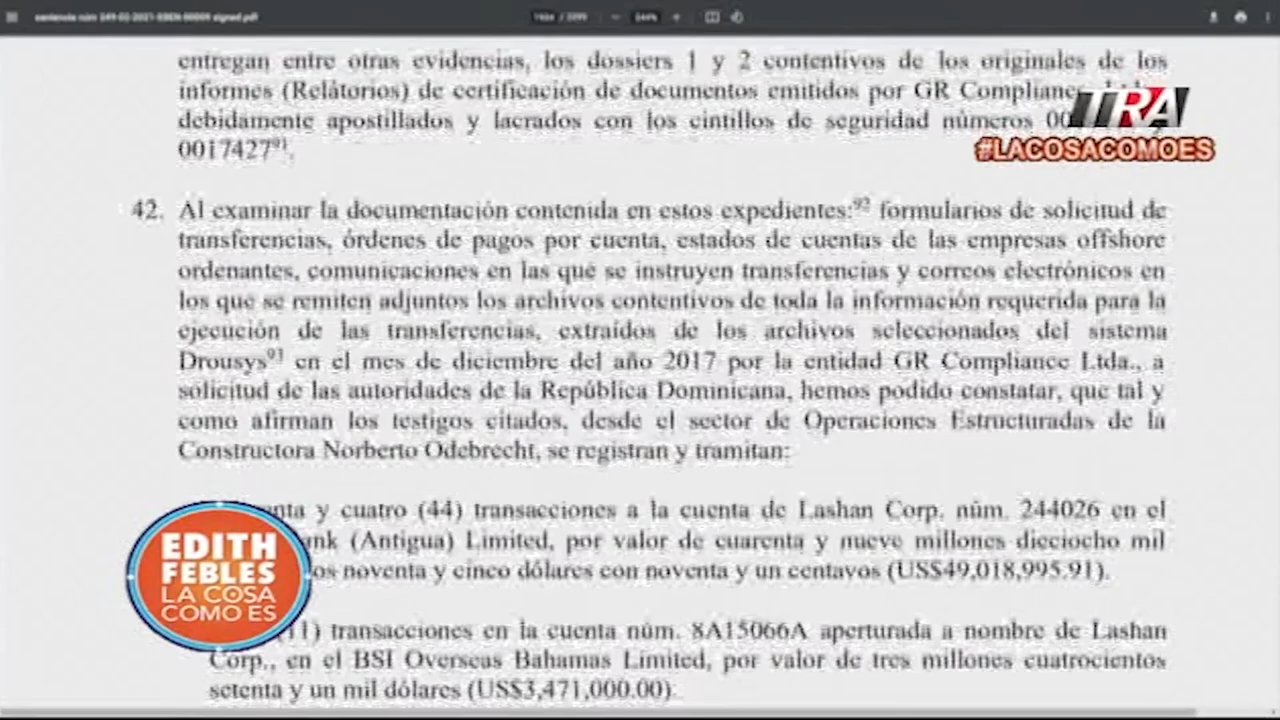 sentencia núm 249-02-2021-SSEN-00009 signed.pdf
entregan entre otras evidencias, los dossiers 1 y 2 contentivos de los originales de los
informes (Relátorios) de certificación de documentos emitidos por GR Compliance
debidamente apostillados y lacrados con los cintillos de seguridad números 00
0017427⁹¹.
TRA
#LACOSACOMOES
42. Al examinar la documentación contenida en estos expedientes:⁹² formularios de solicitud de
transferencias, órdenes de pagos por cuenta, estados de cuentas de las empresas offshore
ordenantes, comunicaciones en las que se instruyen transferencias y correos electrónicos en
los que se remiten adjuntos los archivos contentivos de toda la información requerida para la
ejecución de las transferencias, extraídos de los archivos seleccionados del sistema
Drousys⁹³ en el mes de diciembre del año 2017 por la entidad GR Compliance Ltda., a
solicitud de las autoridades de la República Dominicana, hemos podido constatar, que tal y
como afirman los testigos citados, desde el sector de Operaciones Estructuradas de la
Constructora Norberto Odebrecht, se registran y tramitan:
nta y cuatro (44) transacciones a la cuenta de Lashan Corp. núm. 244026 en el
nk (Antigua) Limited, por valor de cuarenta y nueve millones dieciocho mil
os noventa y cinco dólares con noventa y un centavos (US$49,018,995.91).
11) transacciones en la cuenta núm. 8A15066A aperturada a nombre de Lashan
Corp., en el BSI Overseas Bahamas Limited, por valor de tres millones cuatrocientos
setenta y un mil dólares (US$3,471,000.00).
EDITH
FEBLES
LA COSA
COMO ES